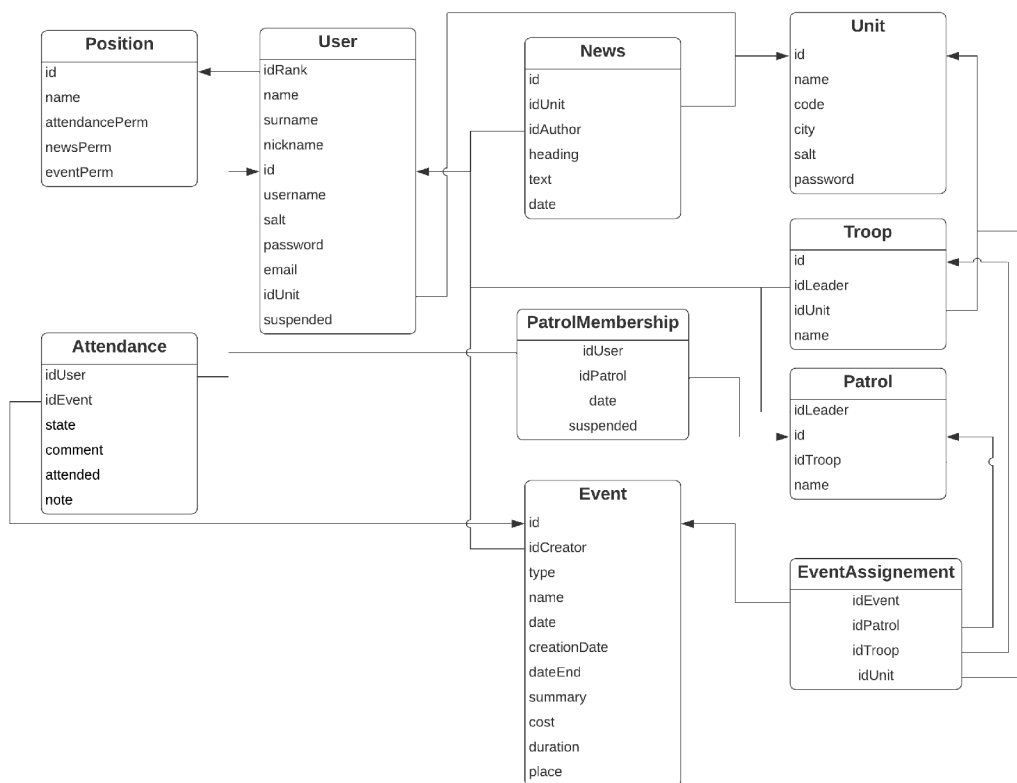 Position
id
name
attendancePerm
newsPerm
eventPerm
User
idRank
name
surname
nickname
id
username
salt
password
email
idUnit
suspended
News
id
idUnit
idAuthor
heading
text
date
Unit
id
name
code
city
salt
password
Troop
id
idLeader
idUnit
name
Attendance
idUser
idEvent
state
comment
attended
note
PatrolMembership
idUser
idPatrol
date
suspended
Patrol
idLeader
id
idTroop
name
Event
id
idCreator
type
name
date
creationDate
dateEnd
summary
cost
duration
place
EventAssignement
idEvent
idPatrol
idTroop
idUnit